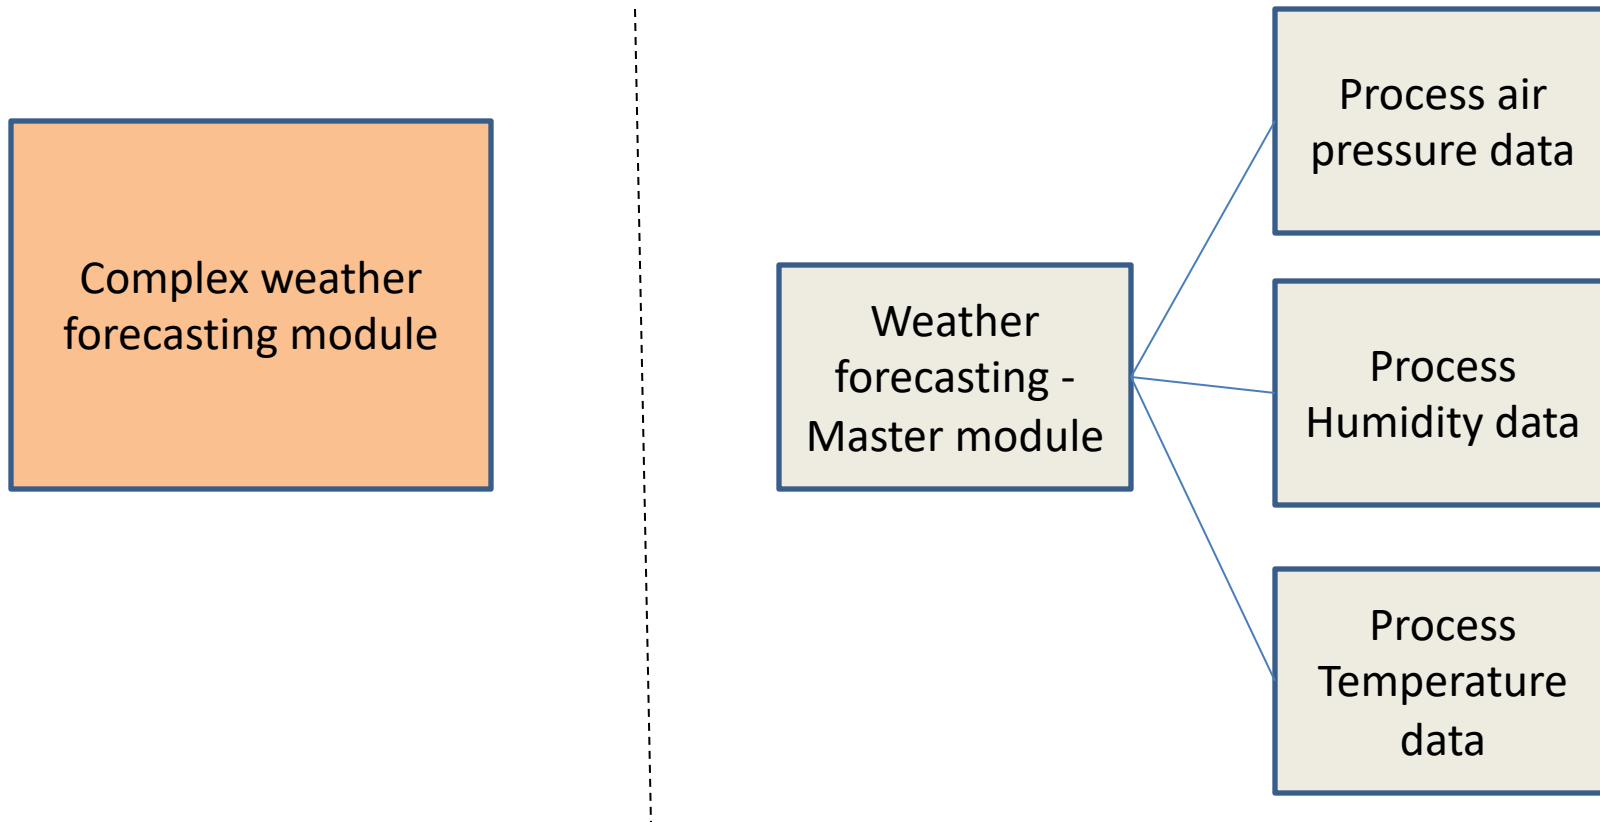 Complex weather
forecasting module
Weather
forecasting -
Master module
Process air
pressure data
Process
Humidity data
Process
Temperature
data